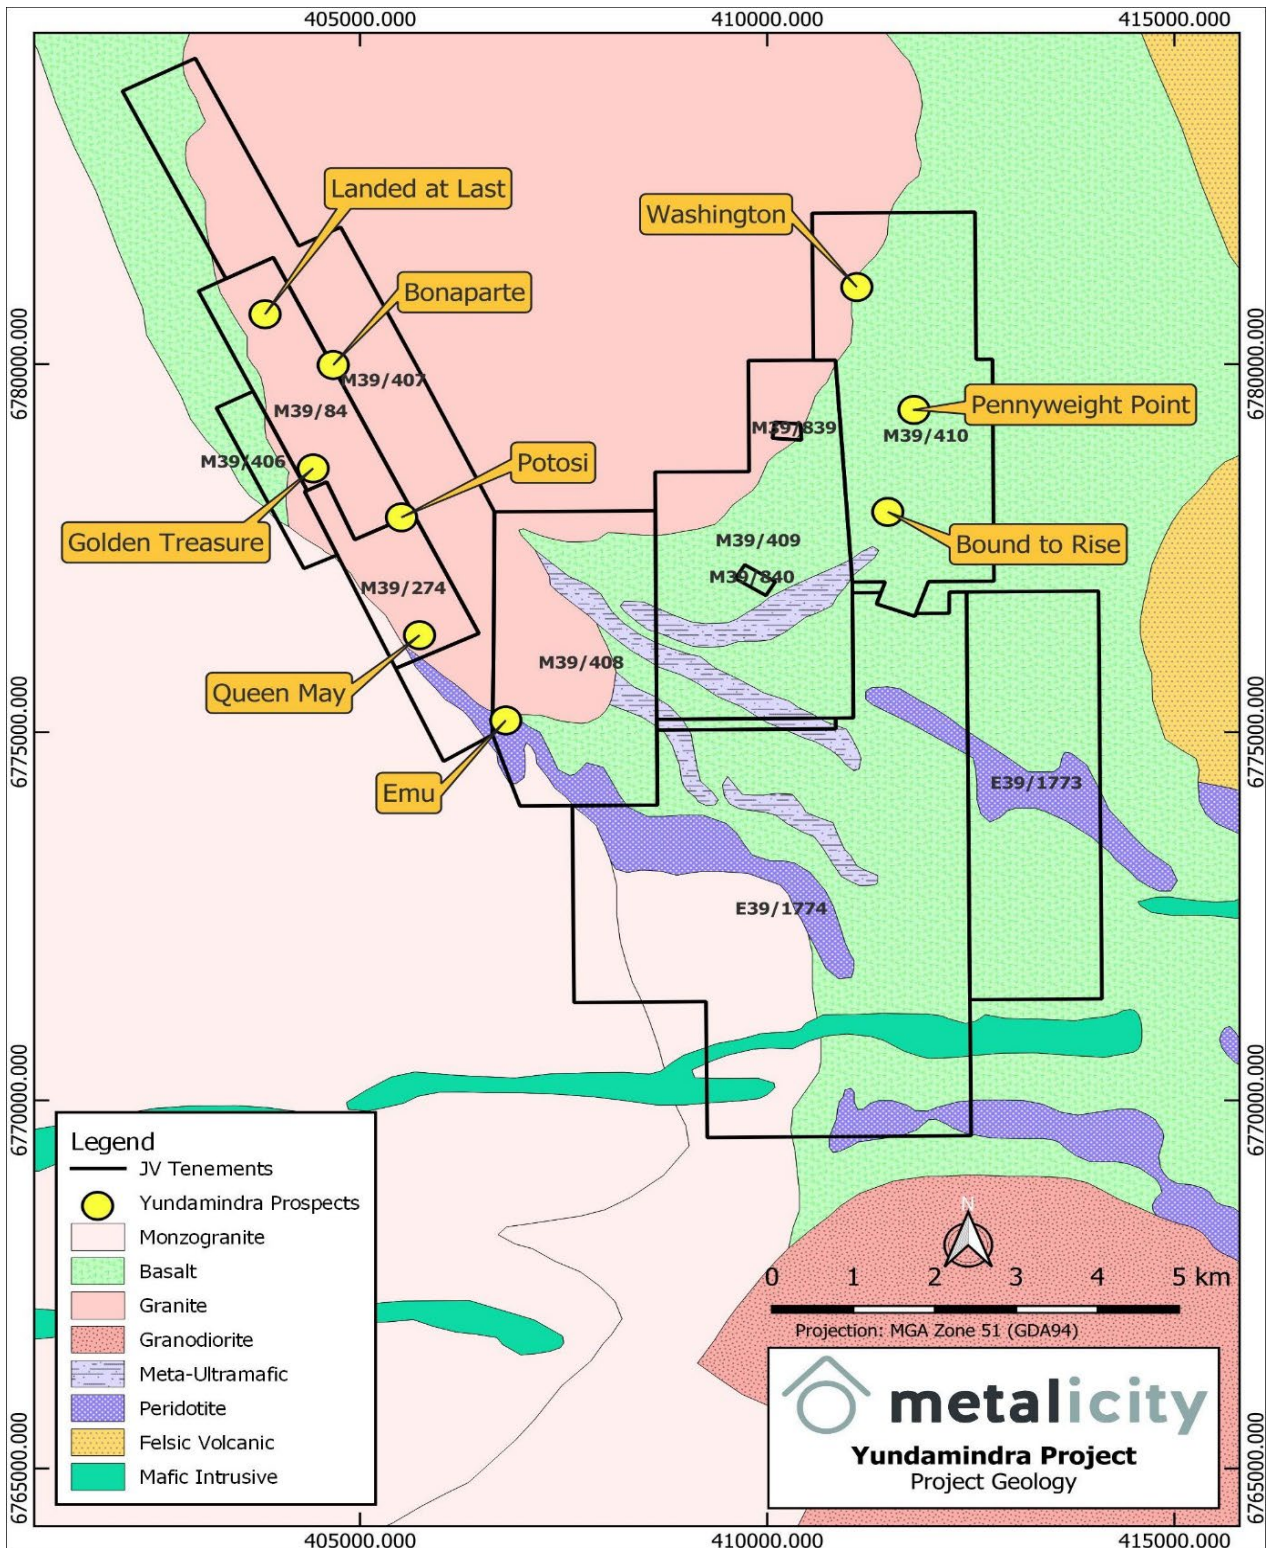 405000.000
410000.000
415000.000
Landed at Last
Washington
Bonaparte
6780000.000
6780000.000
M39/407
M39/84
Pennyweight Point
M39/839
M39/410
M39/406
Potosi
Golden Treasure
M39/409
Bound to Rise
M39/840
M39/274
M39/408
Queen May
6775000.000
6775000.000
Emu
E39/1773
E39/1774
6770000.000
6770000.000
Legend
JV Tenements
Yundamindra Prospects
Monzogranite
Basalt
Granite
Granodiorite
Meta-Ultramafic
Peridotite
Felsic Volcanic
Mafic Intrusive
N
0 1 2 3 4 5 km
Projection: MGA Zone 51 (GDA94)
metalicity
Yundamindra Project
Project Geology
6765000.000
6765000.000
405000.000
410000.000
415000.000